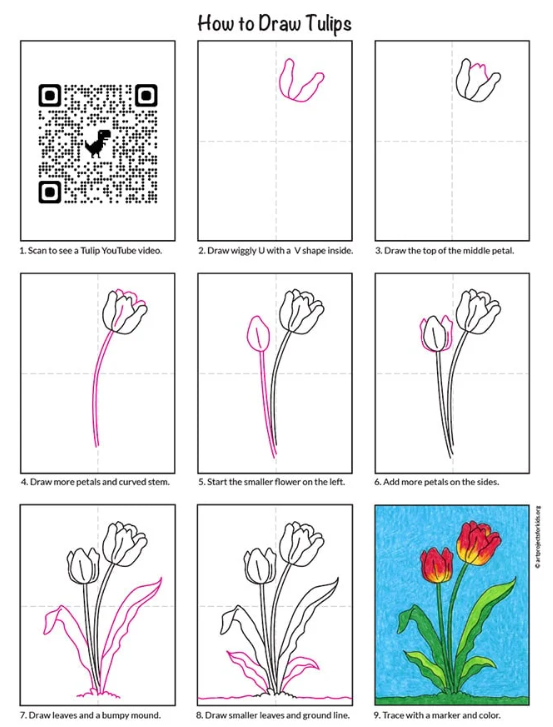 How to Draw Tulips
1. Scan to see a Tulip YouTube video.
2. Draw wiggly U with a V shape inside.
3. Draw the top of the middle petal.
4. Draw more petals and curved stem.
5. Start the smaller flower on the left.
6. Add more petals on the sides.
© artprojectsforkids.org
7. Draw leaves and a bumpy mound.
8. Draw smaller leaves and ground line.
9. Trace with a marker and color.